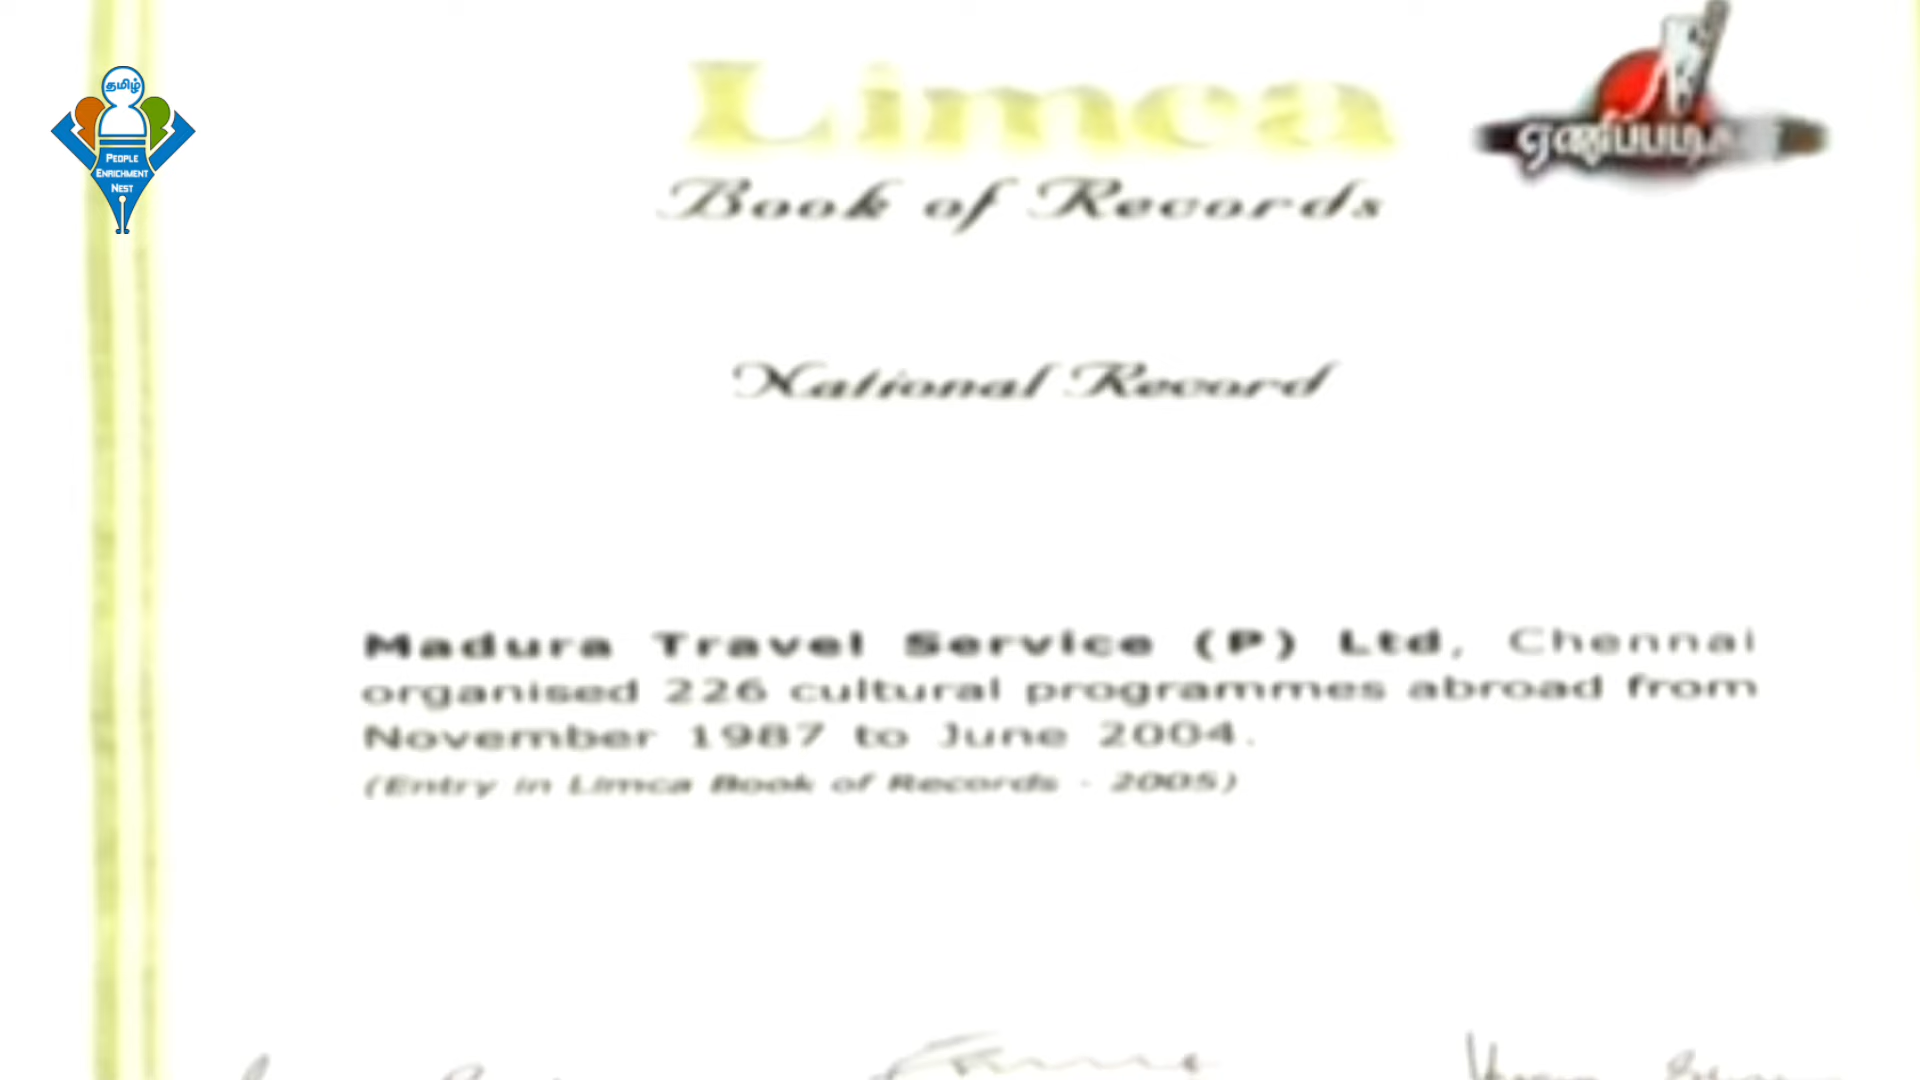 தமிழ்
PEOPLE
ENRICHMENT
NEST
Limca
Book of Records
National Record
Madura Travel Service (P) Ltd, Chennai
organised 226 cultural programmes abroad from
November 1987 to June 2004.
(Entry in Limca Book of Records - 2005)